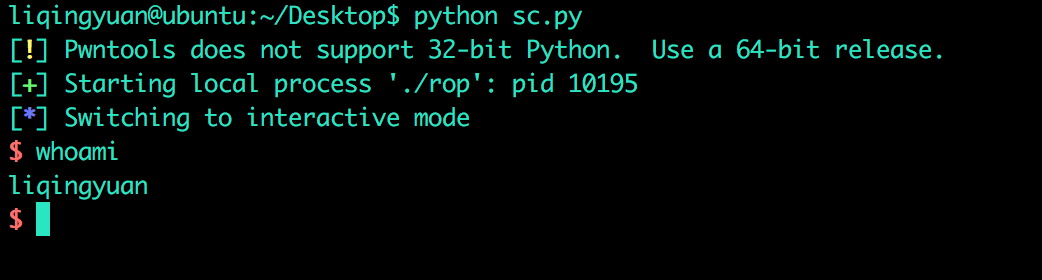 liqingyuan@ubuntu:~/Desktop$ python sc.py
[!] Pwntools does not support 32-bit Python.  Use a 64-bit release.
[+] Starting local process './rop': pid 10195
[*] Switching to interactive mode
$ whoami
liqingyuan
$